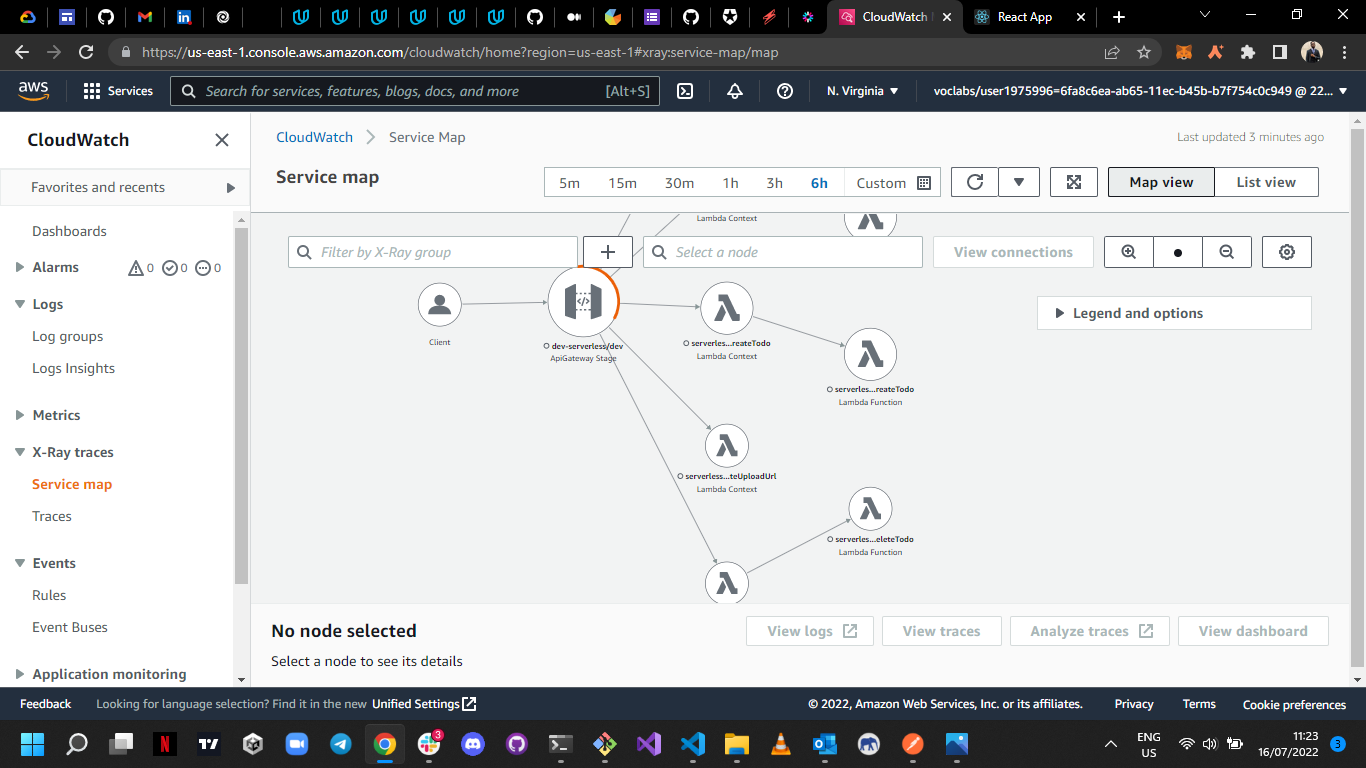 CloudWatch M
React App
https://us-east-1.console.aws.amazon.com/cloudwatch/home?region=us-east-1#xray:service-map/map
aws
Services
Search for services, features, blogs, docs, and more
[Alt+S]
N. Virginia
voclabs/user1975996=6fa8c6ea-ab65-11ec-b45b-b7f754c0c949 @ 22...
CloudWatch
Favorites and recents
Dashboards
Alarms
0
0
0
Logs
Log groups
Logs Insights
Metrics
X-Ray traces
Service map
Traces
Events
Rules
Event Buses
Application monitoring
CloudWatch
Service Map
Last updated 3 minutes ago
Service map
5m
15m
30m
1h
3h
6h
Custom
Map view
List view
Lambda Context
Filter by X-Ray group
Select a node
View connections
Legend and options
Client
dev-serverless/dev
ApiGateway Stage
serverles...reateTodo
Lambda Context
serverles...reateTodo
Lambda Function
serverless...teUploadUrl
Lambda Context
serverles...eleteTodo
Lambda Function
No node selected
Select a node to see its details
View logs
View traces
Analyze traces
View dashboard
Feedback
Looking for language selection? Find it in the new Unified Settings
© 2022, Amazon Web Services, Inc. or its affiliates.
Privacy
Terms
Cookie preferences
3
ENG
US
11:23
16/07/2022
3